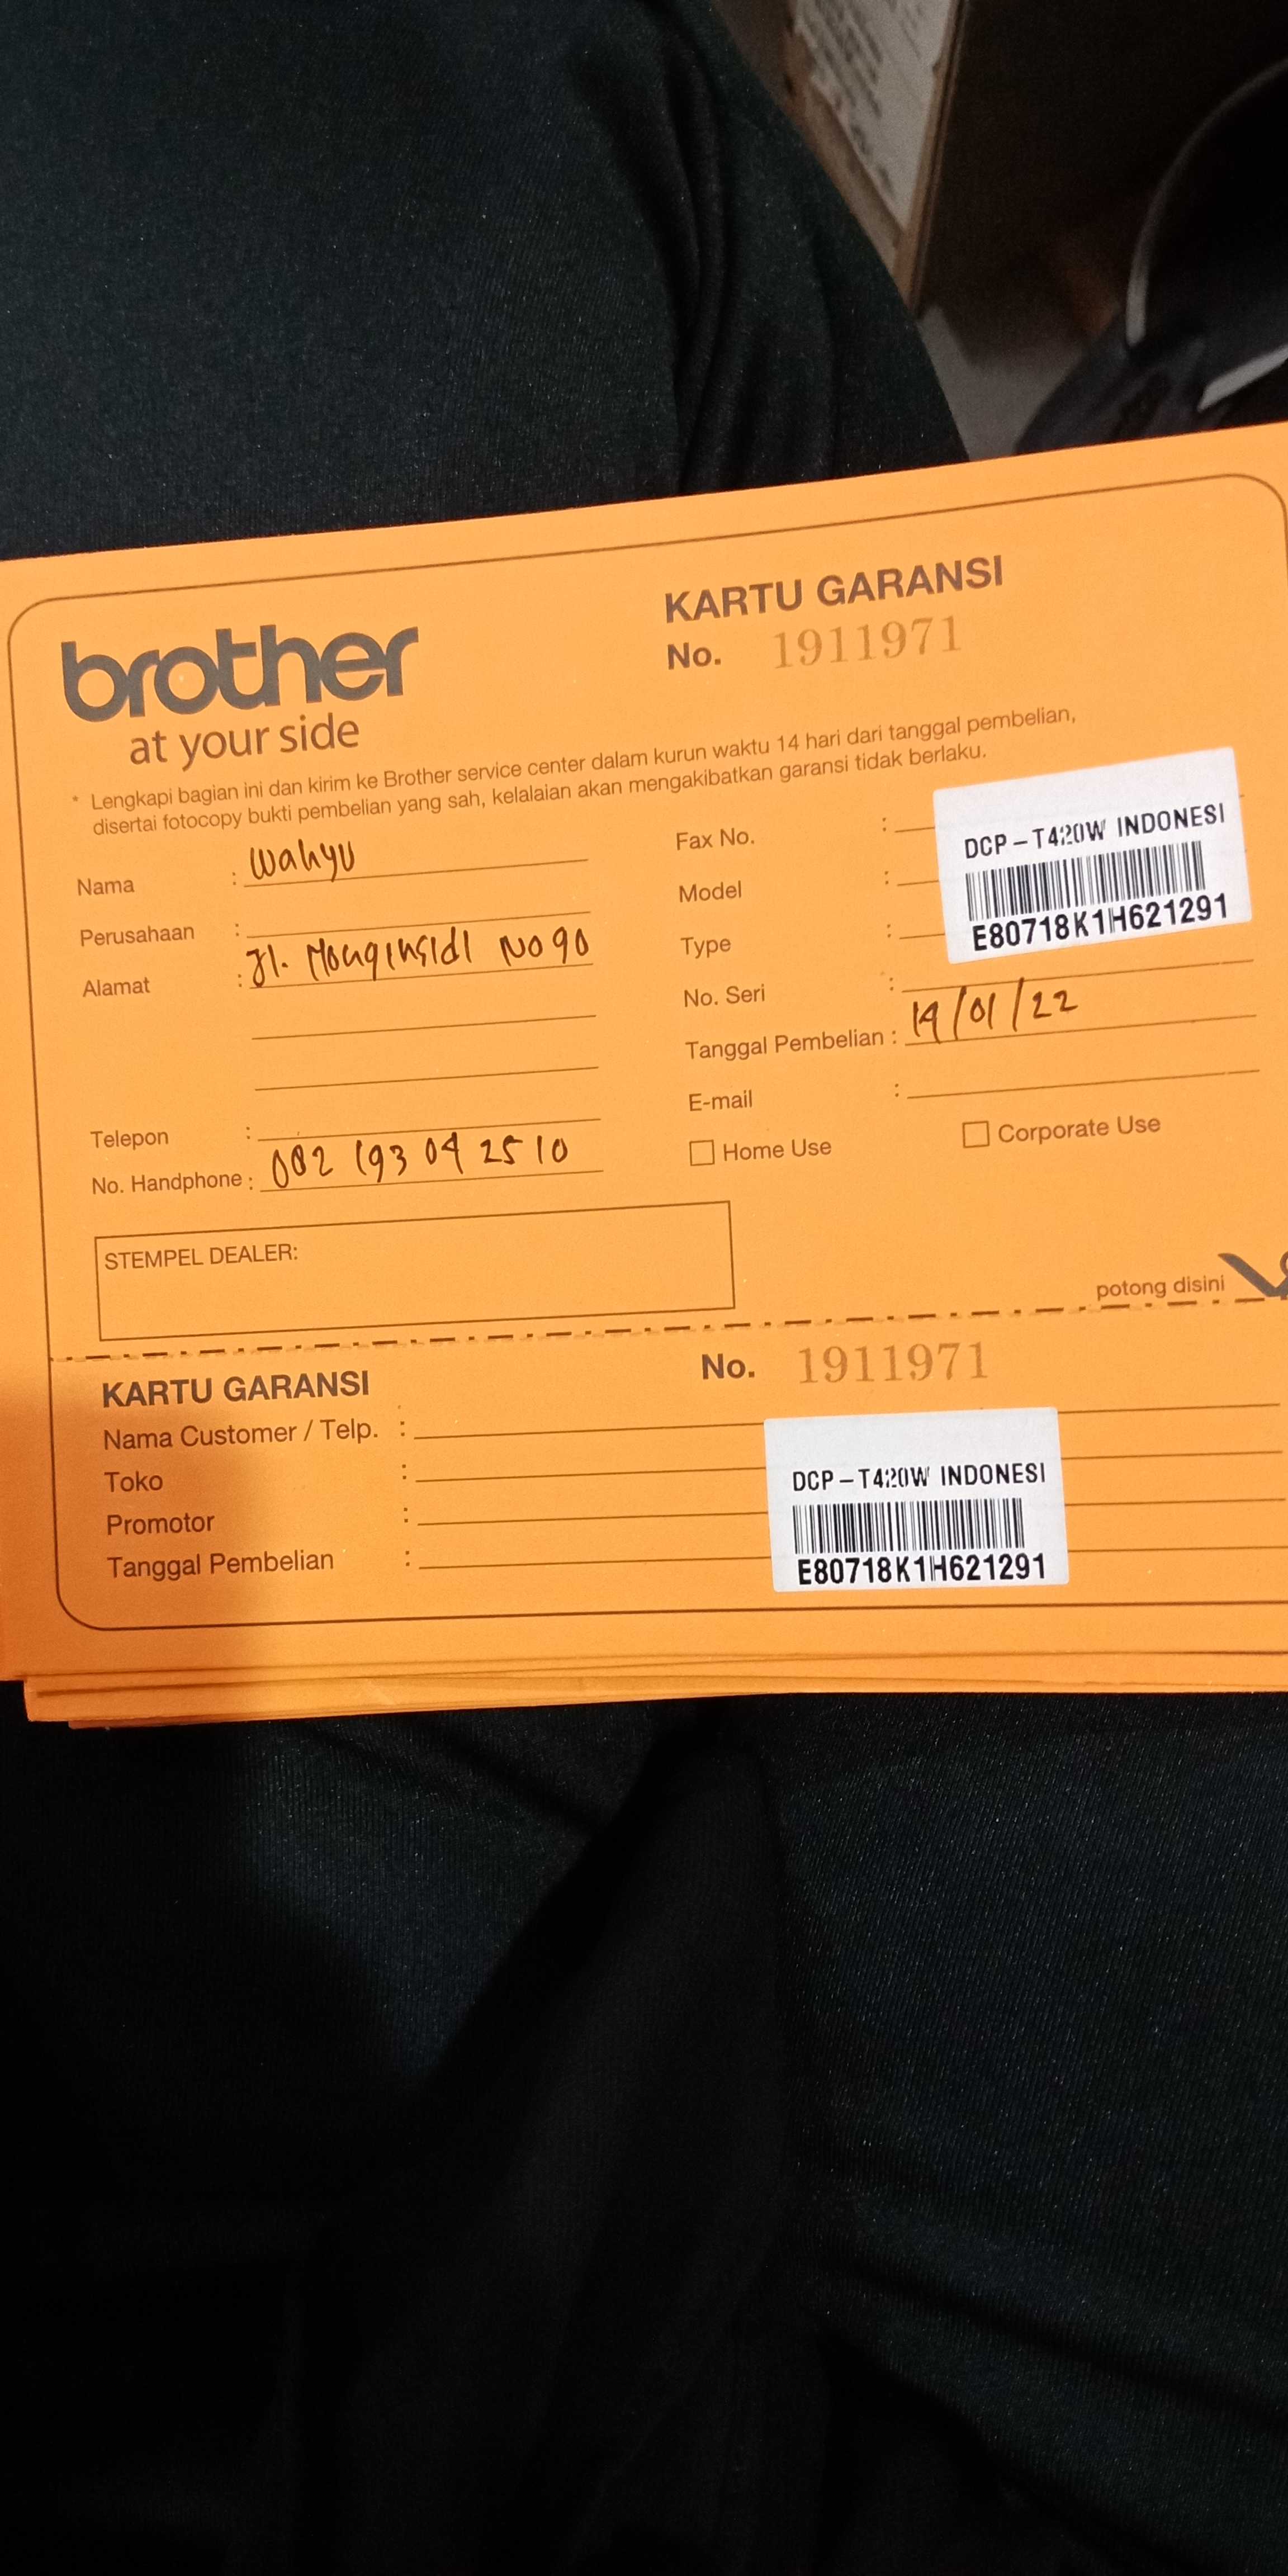 brother
at your side
KARTU GARANSI
No. 1911971
* Lengkapi bagian ini dan kirim ke Brother service center dalam kurun waktu 14 hari dari tanggal pembelian,
disertai fotocopy bukti pembelian yang sah, kelalaian akan mengakibatkan garansi tidak berlaku.
Nama : Wahyu
Perusahaan :
Alamat : Jl. Monginsidi No 90
Telepon :
No. Handphone : 082 193 04 25 10
Fax No. :
Model :
Type :
No. Seri :
DCP-T420W INDONESI
E80718K1H621291
Tanggal Pembelian : 14/01/22
E-mail :
Home Use
Corporate Use
STEMPEL DEALER:
potong disini
KARTU GARANSI
No. 1911971
Nama Customer / Telp. :
Toko :
Promotor :
Tanggal Pembelian :
DCP-T420W INDONESI
E80718K1H621291